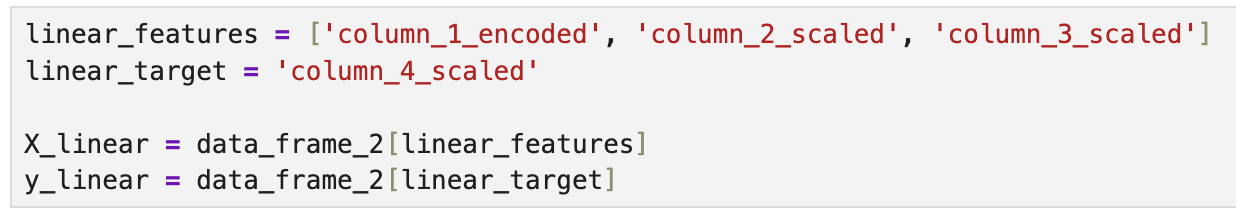 linear_features = ['column_1_encoded', 'column_2_scaled', 'column_3_scaled']
linear_target = 'column_4_scaled'
X_linear = data_frame_2[linear_features]
y_linear = data_frame_2[linear_target]